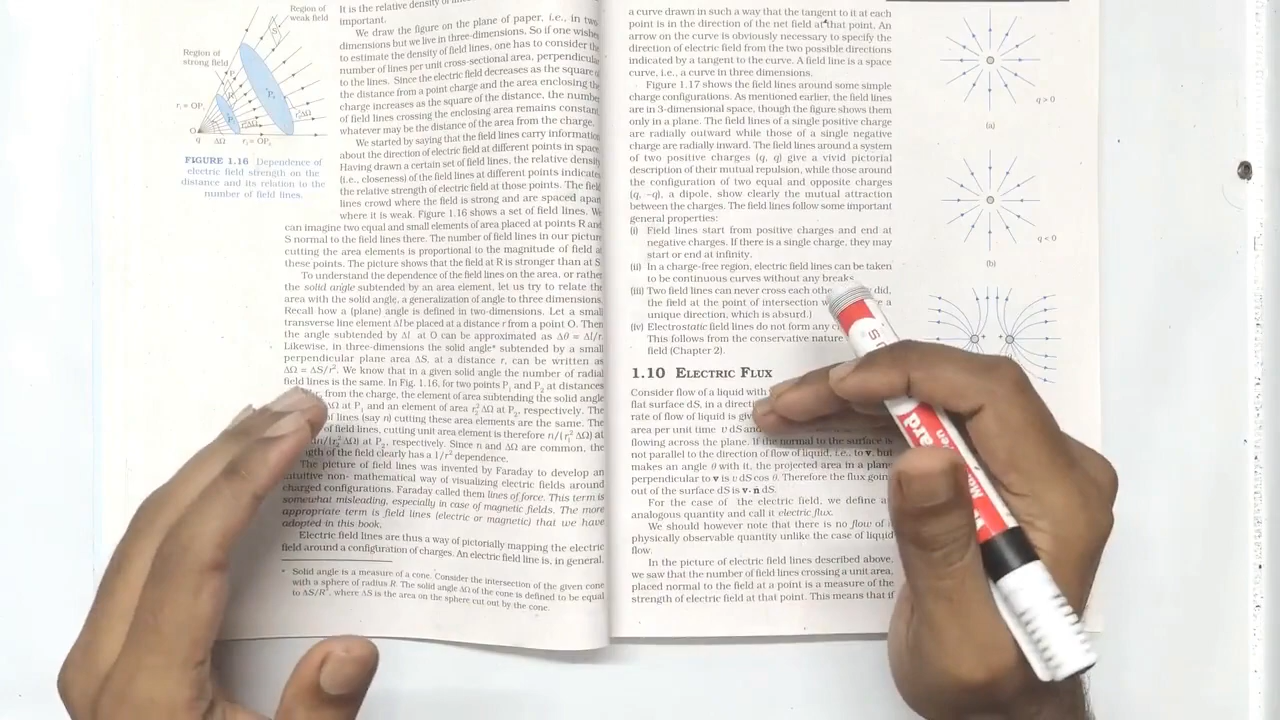 Region of
weak field
Region of
strong field
FIGURE 1.16 Dependence of
electric field strength on the
distance and its relation to the
number of field lines.
It is the relative density of
important.
We draw the figure on the plane of paper, i.e., in two
dimensions but we live in three-dimensions. So if one wishes
to estimate the density of field lines, one has to consider the
number of lines per unit cross-sectional area, perpendicular
to the lines. Since the electric field decreases as the square of
the distance from a point charge and the area enclosing the
charge increases as the square of the distance, the number
of field lines crossing the enclosing area remains constant,
whatever may be the distance of the area from the charge.
We started by saying that the field lines carry information
about the direction of electric field at different points in space.
Having drawn a certain set of field lines, the relative density
(i.e., closeness) of the field lines at different points indicates
the relative strength of electric field at those points. The field
lines crowd where the field is strong and are spaced apart
where it is weak. Figure 1.16 shows a set of field lines. We
can imagine two equal and small elements of area placed at points R and
S normal to the field lines there. The number of field lines in our picture
cutting the area elements is proportional to the magnitude of field at
these points. The picture shows that the field at R is stronger than at S.
To understand the dependence of the field lines on the area, or rather
the solid angle subtended by an area element, let us try to relate the
area with the solid angle, a generalization of angle to three dimensions.
Recall how a (plane) angle is defined in two-dimensions. Let a small
transverse line element Δl be placed at a distance r from a point O. Then
the angle subtended by Δl at O can be approximated as Δθ = Δl/r.
Likewise, in three-dimensions the solid angle* subtended by a small
perpendicular plane area ΔS, at a distance r, can be written as
ΔΩ = ΔS/r². We know that in a given solid angle the number of radial
field lines is the same. In Fig. 1.16, for two points P₁ and P₂ at distances
from the charge, the element of area subtending the solid angle
ΔΩ at P₁ and an element of area r₂² ΔΩ at P₂, respectively. The
of lines (say n) cutting these area elements are the same. The
of field lines, cutting unit area element is therefore n/(r₁² ΔΩ) at
n/(r₂² ΔΩ) at P₂, respectively. Since n and ΔΩ are common, the
of the field clearly has a 1/r² dependence.
The picture of field lines was invented by Faraday to develop an
intuitive non- mathematical way of visualizing electric fields around
charged configurations. Faraday called them lines of force. This term is
somewhat misleading, especially in case of magnetic fields. The more
appropriate term is field lines (electric or magnetic) that we have
adopted in this book.
Electric field lines are thus a way of pictorially mapping the electric
field around a configuration of charges. An electric field line is, in general,
* Solid angle is a measure of a cone. Consider the intersection of the given cone
with a sphere of radius R. The solid angle ΔΩ of the cone is defined to be equal
to ΔS/R², where ΔS is the area on the sphere cut out by the cone.
a curve drawn in such a way that the tangent to it at each
point is in the direction of the net field at that point. An
arrow on the curve is obviously necessary to specify the
direction of electric field from the two possible directions
indicated by a tangent to the curve. A field line is a space
curve, i.e., a curve in three dimensions.
Figure 1.17 shows the field lines around some simple
charge configurations. As mentioned earlier, the field lines
are in 3-dimensional space, though the figure shows them
only in a plane. The field lines of a single positive charge
are radially outward while those of a single negative
charge are radially inward. The field lines around a system
of two positive charges (q, q) give a vivid pictorial
description of their mutual repulsion, while those around
the configuration of two equal and opposite charges
(q, –q), a dipole, show clearly the mutual attraction
between the charges. The field lines follow some important
general properties:
(i) Field lines start from positive charges and end at
negative charges. If there is a single charge, they may
start or end at infinity.
(ii) In a charge-free region, electric field lines can be taken
to be continuous curves without any breaks.
(iii) Two field lines can never cross each other did,
the field at the point of intersection a
unique direction, which is absurd.)
(iv) Electrostatic field lines do not form any
This follows from the conservative nature
field (Chapter 2).
1.10 ELECTRIC FLUX
Consider flow of a liquid with
flat surface dS, in a direction
rate of flow of liquid is
area per unit time v dS and
flowing across the plane. If the normal to the surface is
not parallel to the direction of flow of liquid, i.e., to v, but
makes an angle θ with it, the projected area in a plane
perpendicular to v is v dS cos θ. Therefore the flux going
out of the surface dS is v·n̂ dS.
For the case of the electric field, we define an
analogous quantity and call it electric flux.
We should however note that there is no flow of a
physically observable quantity unlike the case of liquid
flow.
In the picture of electric field lines described above,
we saw that the number of field lines crossing a unit area,
placed normal to the field at a point is a measure of the
strength of electric field at that point. This means that if
q > 0
(a)
q < 0
(b)